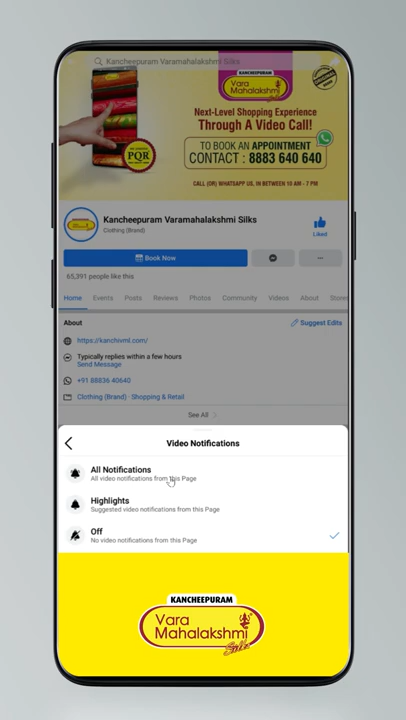 Kancheepuram Varamahalakshmi Silks
KANCHEEPURAM
Vara
Mahalakshmi
Silks
Next-Level Shopping Experience
Through A Video Call!
TO BOOK AN APPOINTMENT
CONTACT : 8883 640 640
CALL (OR) WHATSAPP US, IN BETWEEN 10 AM - 7 PM
PQR
Kancheepuram Varamahalakshmi Silks
Clothing (Brand)
Liked
Book Now
65,391 people like this
Home Events Posts Reviews Photos Community Videos About Stores
About
Suggest Edits
https://kanchivml.com/
Typically replies within a few hours
Send Message
+91 88836 40640
Clothing (Brand) · Shopping & Retail
See All
Video Notifications
All Notifications
All video notifications from this Page
Highlights
Suggested video notifications from this Page
Off
No video notifications from this Page
KANCHEEPURAM
Vara
Mahalakshmi
Silks